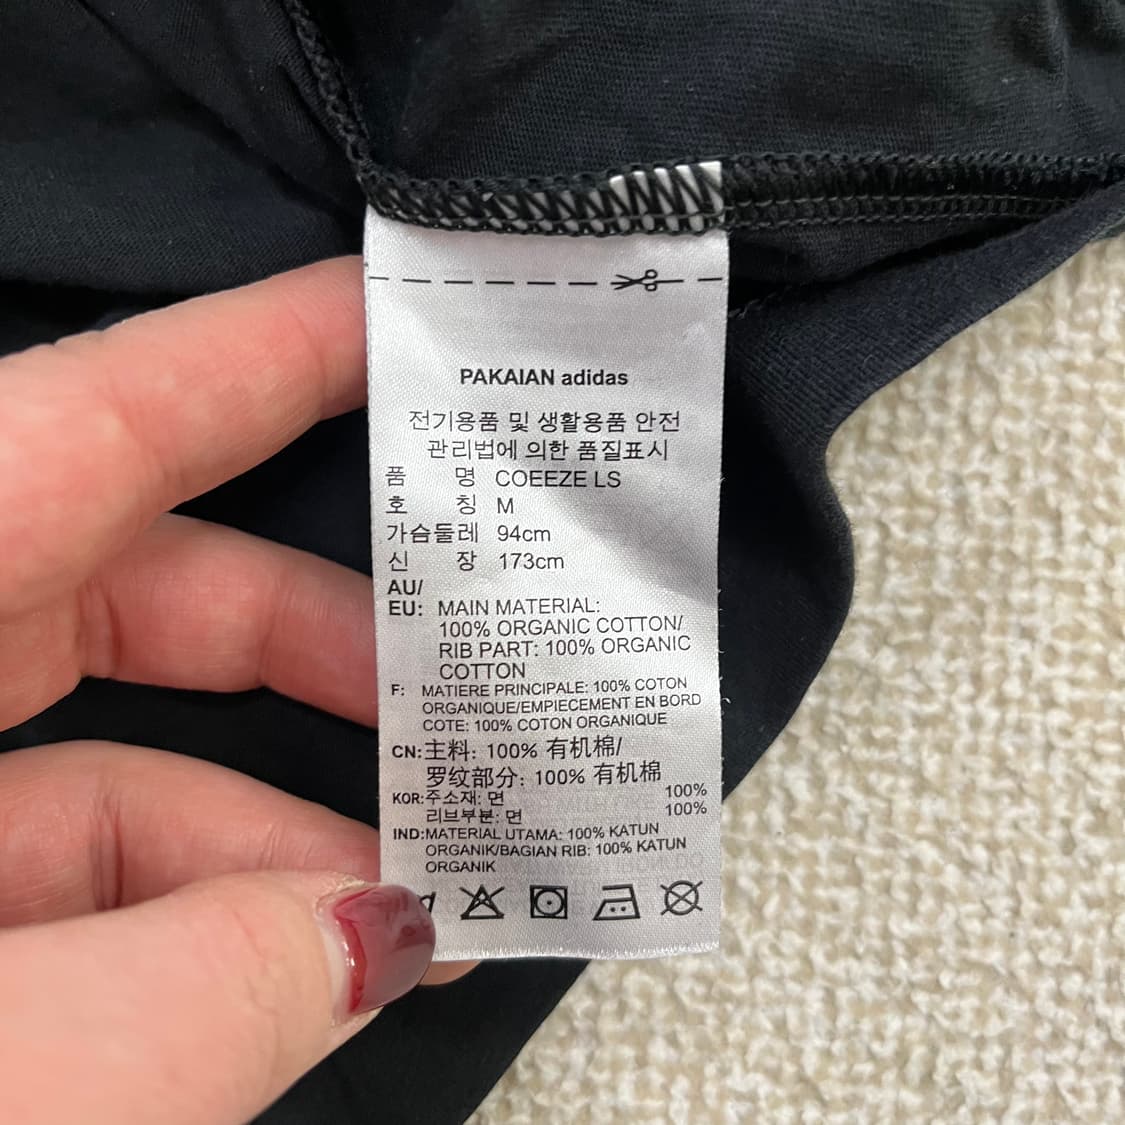 PAKAIAN adidas
전기용품 및 생활용품 안전
관리법에 의한 품질표시
품 명 COEEZE LS
호 칭 M
가슴둘레 94cm
신 장 173cm
AU/
EU: MAIN MATERIAL:
100% ORGANIC COTTON/
RIB PART: 100% ORGANIC
COTTON
F: MATIERE PRINCIPALE: 100% COTON
ORGANIQUE/EMPIECEMENT EN BORD
COTE: 100% COTON ORGANIQUE
CN:主料: 100% 有机棉/
罗纹部分: 100% 有机棉
KOR:주소재: 면 100%
리브부분: 면 100%
IND:MATERIAL UTAMA: 100% KATUN
ORGANIK/BAGIAN RIB: 100% KATUN
ORGANIK